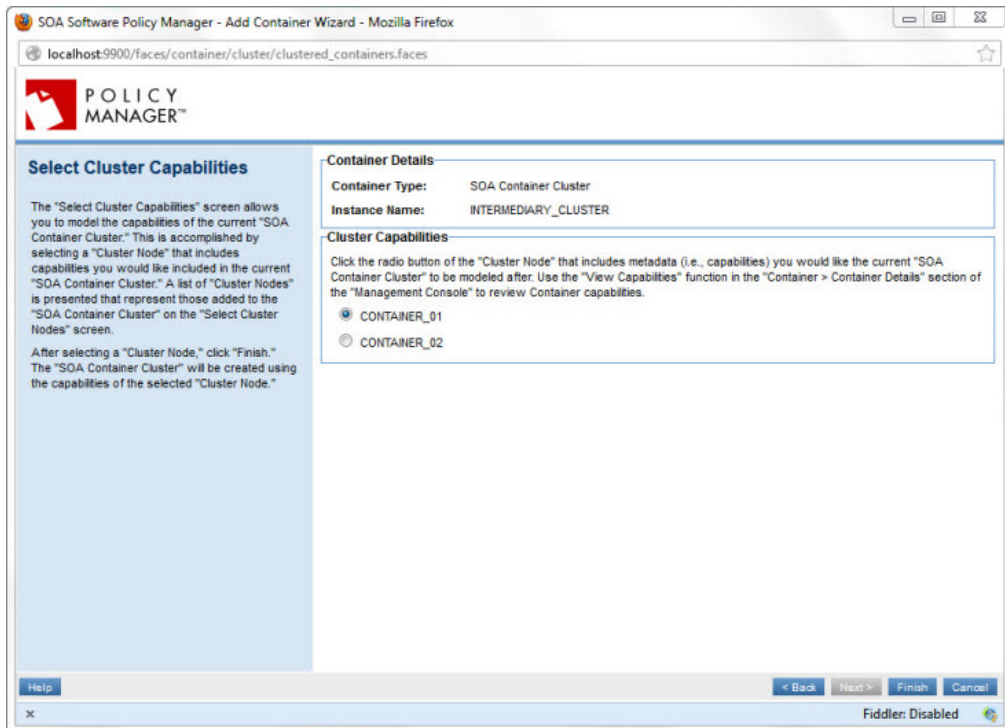 SOA Software Policy Manager - Add Container Wizard - Mozilla Firefox
localhost:9900/faces/container/cluster/clustered_containers.faces
POLICY
MANAGER™
Select Cluster Capabilities
The "Select Cluster Capabilities" screen allows
you to model the capabilities of the current "SOA
Container Cluster." This is accomplished by
selecting a "Cluster Node" that includes
capabilities you would like included in the current
"SOA Container Cluster." A list of "Cluster Nodes"
is presented that represent those added to the
"SOA Container Cluster" on the "Select Cluster
Nodes" screen.
After selecting a "Cluster Node," click "Finish."
The "SOA Container Cluster" will be created using
the capabilities of the selected "Cluster Node."
Container Details
Container Type: SOA Container Cluster
Instance Name: INTERMEDIARY_CLUSTER
Cluster Capabilities
Click the radio button of the "Cluster Node" that includes metadata (i.e., capabilities) you would like the current "SOA
Container Cluster" to be modeled after. Use the "View Capabilities" function in the "Container > Container Details" section of
the "Management Console" to review Container capabilities.
CONTAINER_01
CONTAINER_02
Help
< Back Next > Finish Cancel
Fiddler: Disabled